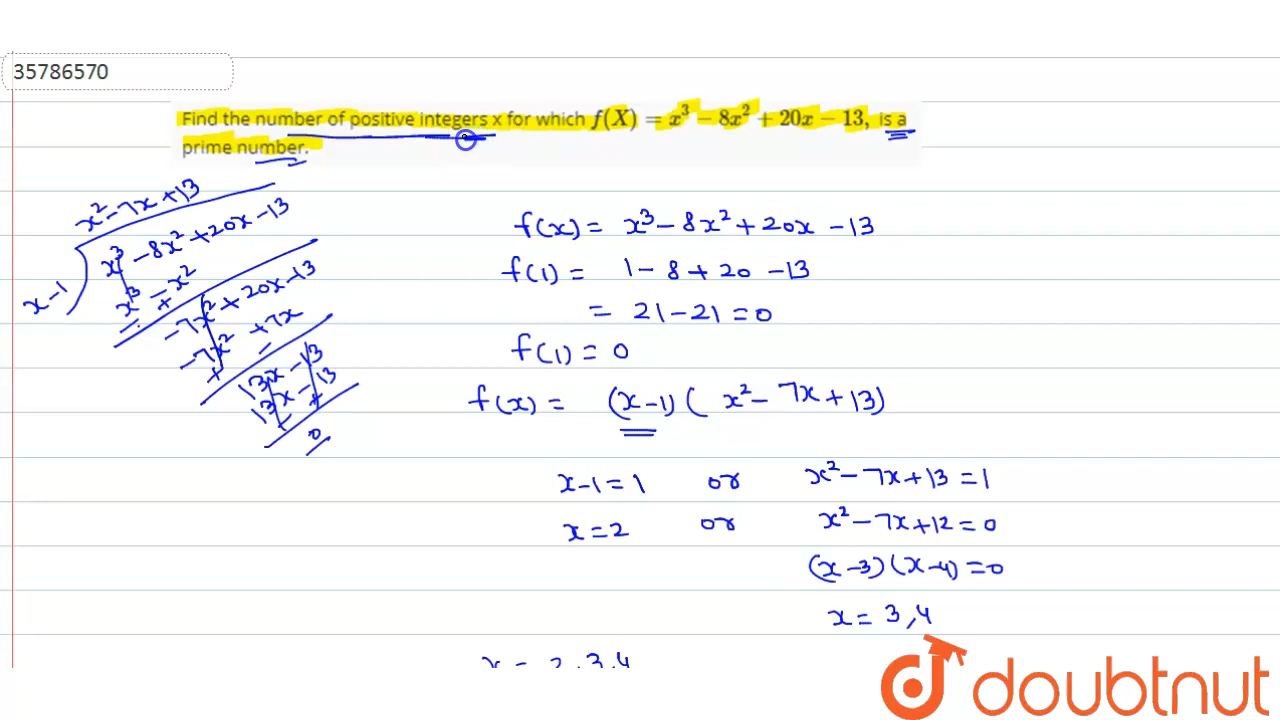 35786570
Find the number of positive integers x for which f(X) = x³ − 8x² + 20x − 13, is a
prime number.
x² − 7x + 13
x − 1
x³ − 8x² + 20x − 13
x³ − x²
− +
−7x² + 20x − 13
−7x² + 7x
+ −
13x − 13
13x − 13
− +
0
f(x) = x³ − 8x² + 20x − 13
f(1) = 1 − 8 + 20 − 13
= 21 − 21 = 0
f(1) = 0
f(x) = (x − 1) ( x² − 7x + 13)
x − 1 = 1 or x² − 7x + 13 = 1
x = 2 or x² − 7x + 12 = 0
(x − 3) (x − 4) = 0
x = 3, 4
x = 2, 3, 4
doubtnut